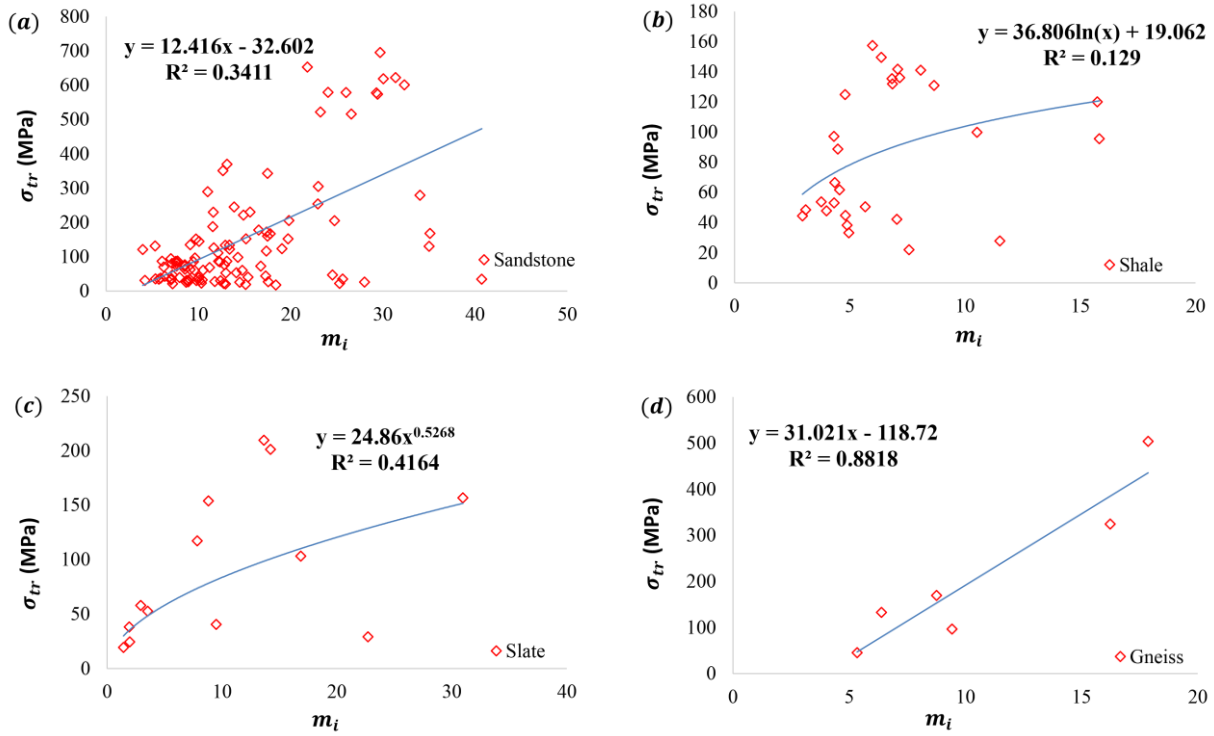 (a)
800
700
600
500
400
300
200
100
0
σtr (MPa)
y = 12.416x - 32.602
R² = 0.3411
Sandstone
0 10 20 30 40 50
mi
(b)
180
160
140
120
100
80
60
40
20
0
σtr (MPa)
y = 36.806ln(x) + 19.062
R² = 0.129
Shale
0 5 10 15 20
mi
(c)
250
200
150
100
50
0
σtr (MPa)
y = 24.86x^0.5268
R² = 0.4164
Slate
0 10 20 30 40
mi
(d)
600
500
400
300
200
100
0
σtr (MPa)
y = 31.021x - 118.72
R² = 0.8818
Gneiss
0 5 10 15 20
mi